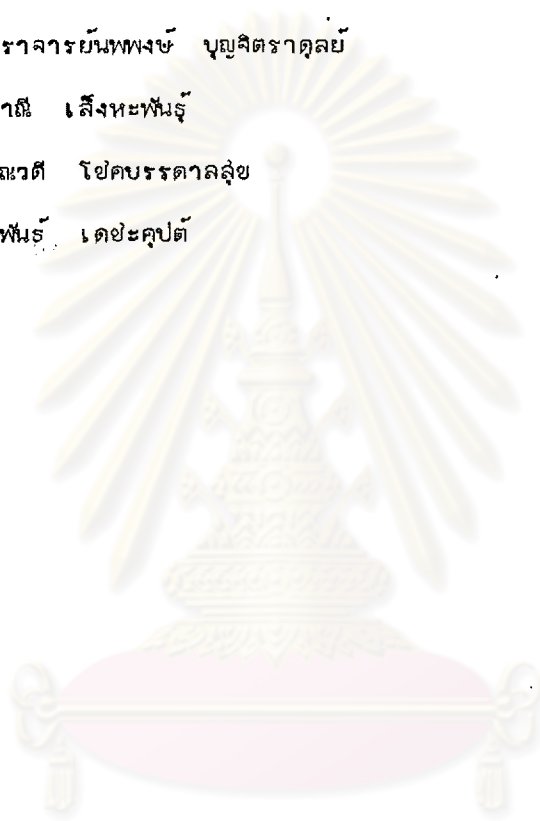 ราจารย์นพพงษ์ บุญจิตราดุลย์
าณี เสิงหะพันธุ์
ณวดี โชคบรรดาลสุข
พันธุ์ เดชะคุปต์